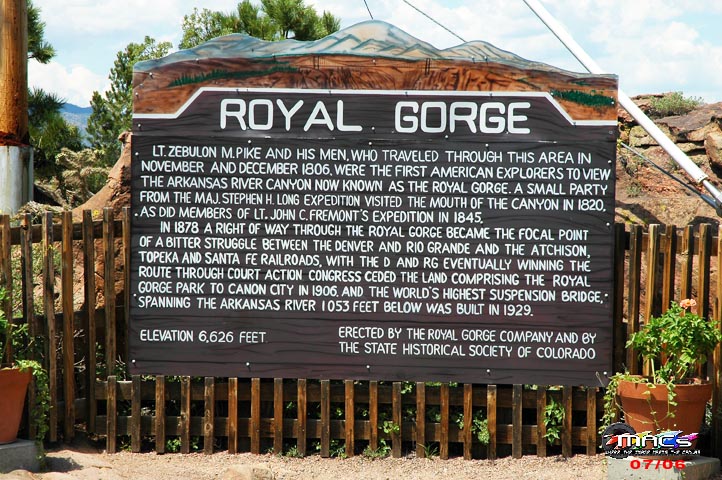 ROYAL GORGE
LT. ZEBULON M. PIKE AND HIS MEN, WHO TRAVELED THROUGH THIS AREA IN
NOVEMBER AND DECEMBER 1806, WERE THE FIRST AMERICAN EXPLORERS TO VIEW
THE ARKANSAS RIVER CANYON NOW KNOWN AS THE ROYAL GORGE. A SMALL PARTY
FROM THE MAJ. STEPHEN H. LONG EXPEDITION VISITED THE MOUTH OF THE CANYON IN 1820,
AS DID MEMBERS OF LT. JOHN C. FREMONT'S EXPEDITION IN 1845.
IN 1878 A RIGHT OF WAY THROUGH THE ROYAL GORGE BECAME THE FOCAL POINT
OF A BITTER STRUGGLE BETWEEN THE DENVER AND RIO GRANDE AND THE ATCHISON,
TOPEKA AND SANTA FE RAILROADS, WITH THE D AND RG EVENTUALLY WINNING THE
ROUTE THROUGH COURT ACTION CONGRESS CEDED THE LAND COMPRISING THE ROYAL
GORGE PARK TO CANON CITY IN 1906, AND THE WORLD'S HIGHEST SUSPENSION BRIDGE,
SPANNING THE ARKANSAS RIVER 1053 FEET BELOW WAS BUILT IN 1929.
ELEVATION 6,626 FEET
ERECTED BY THE ROYAL GORGE COMPANY AND BY
THE STATE HISTORICAL SOCIETY OF COLORADO
MACS
07/06